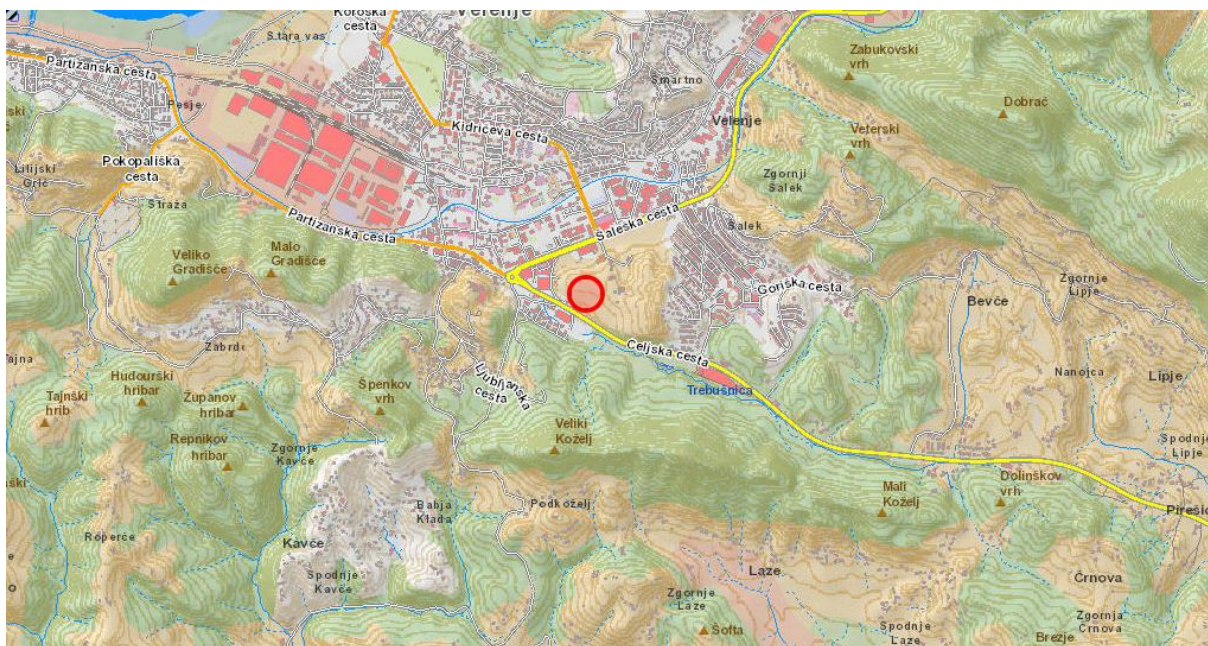 Koroška
cesta
Velenje
Stara vas
Partizanska cesta
Pesje
Šmartno
Zabukovski
vrh
Dobrač
Kidričeva cesta
Velenje
Veterski
vrh
Lilijski
Grič
Pokopališka
cesta
Straža
Zgornji
Šalek
Partizanska cesta
Šaleška cesta
Šalek
Veliko
Gradišče
Malo
Gradišče
Goriška cesta
Bevče
Zgornje
Lipje
Zabrdo
Celjska cesta
Ljubljanska
cesta
Trebušnica
Nanojca
Lipje
Tajna
Tajnški
hrib
Hudourški
hribar
Županov
hribar
Špenkov
vrh
Veliki
Koželj
Repnikov
hribar
Zgornje
Kavče
Spodnje
Lipje
Mali
Koželj
Dolinškov
vrh
Babja
Klada
Podkoželj
Roperče
Kavče
Spodnje
Kavče
Laze
Črnova
Zgornje
Laze
Šofta
Spodnje
Laze
Zgornja
Črnova
Brezje